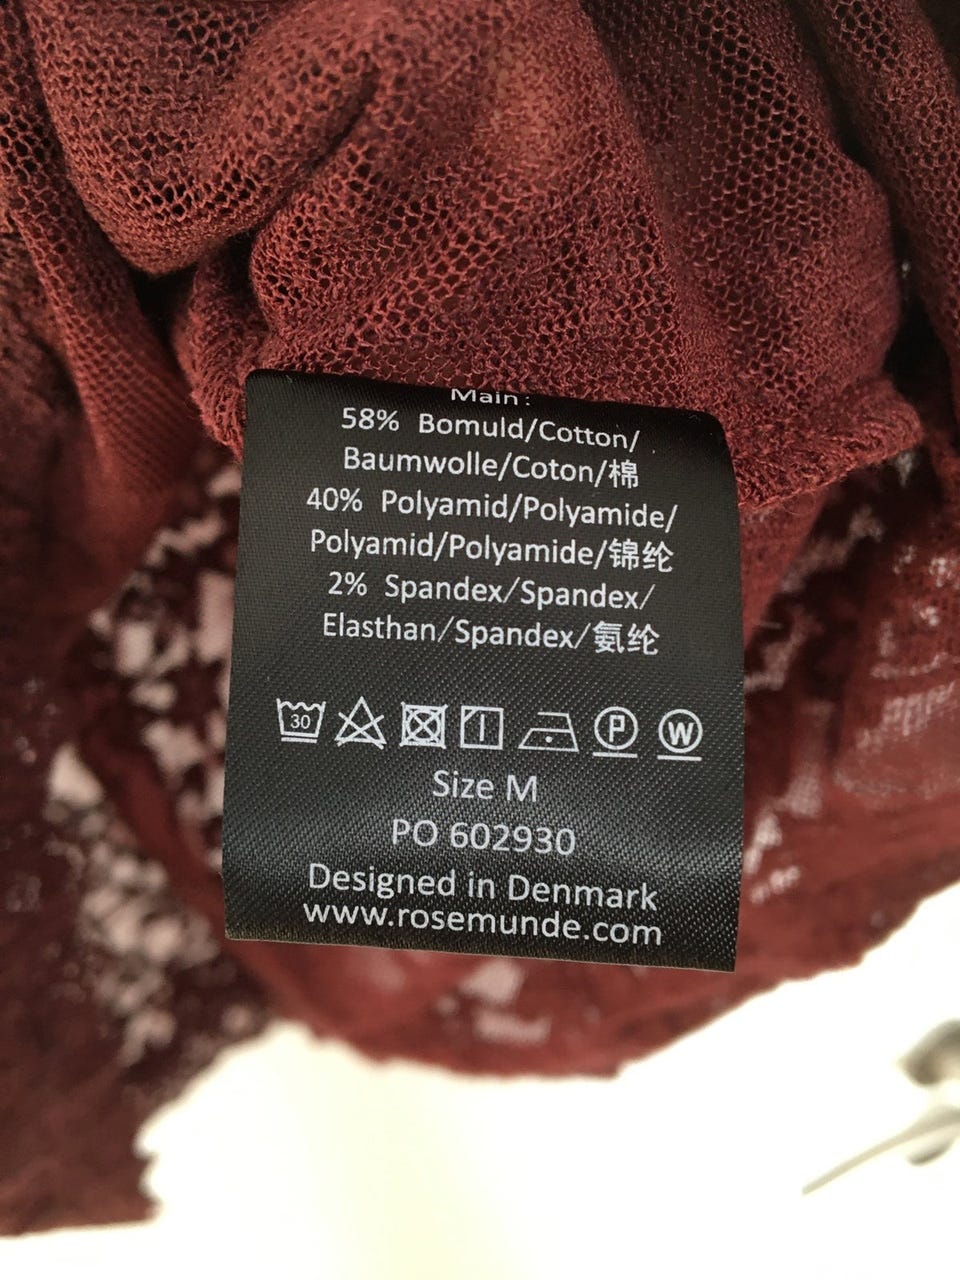 Main:
58% Bomuld/Cotton/
Baumwolle/Coton/棉
40% Polyamid/Polyamide/
Polyamid/Polyamide/锦纶
2% Spandex/Spandex/
Elasthan/Spandex/氨纶
30 P W
Size M
PO 602930
Designed in Denmark
www.rosemunde.com